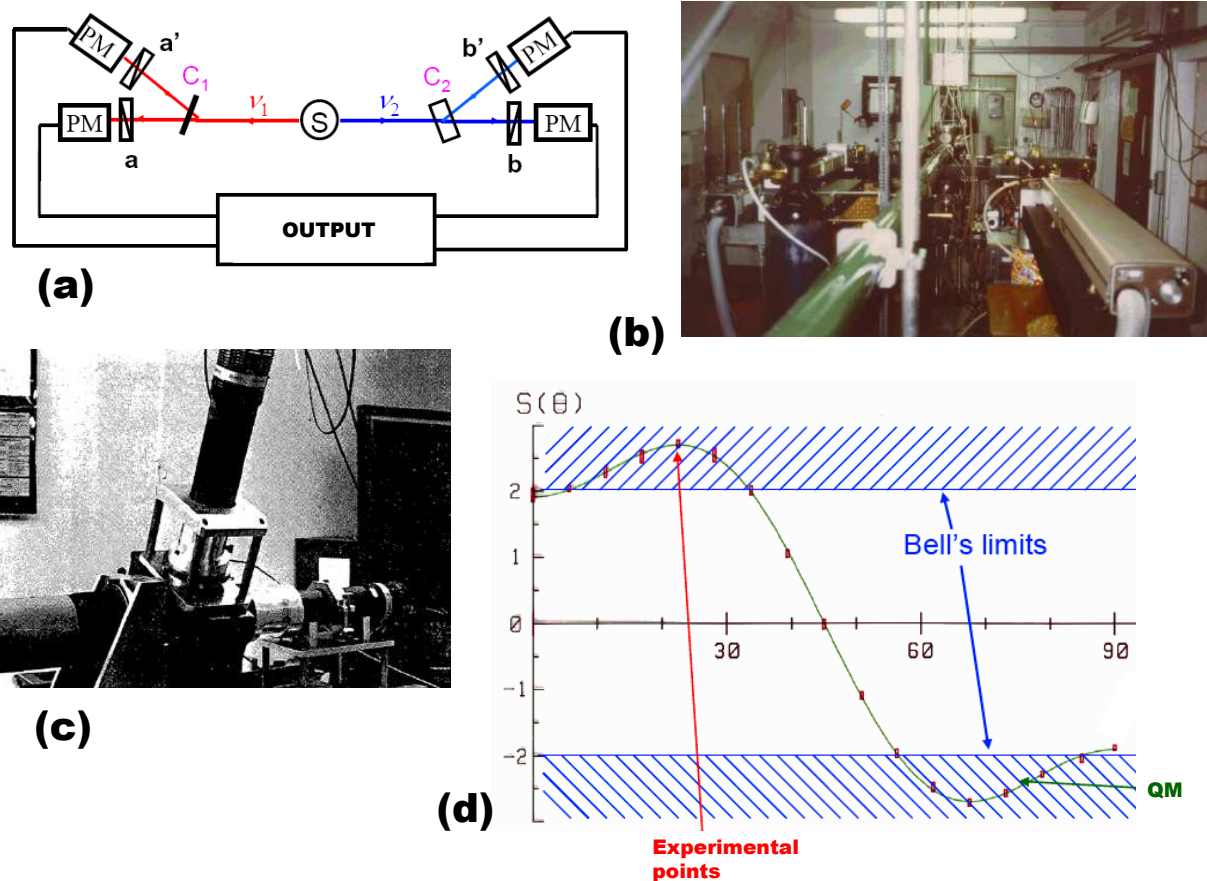 PM
a'
b'
PM
C₁
C₂
ν₁
S
ν₂
PM
PM
a
b
OUTPUT
(a)
(b)
(c)
S(θ)
2
1
0
30
60
90
-1
-2
Bell's limits
QM
(d)
Experimental
points